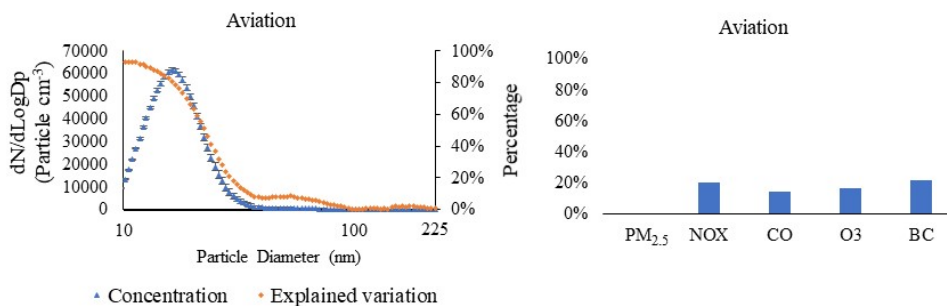 Aviation
70000
60000
50000
40000
30000
20000
10000
0
dN/dLogDp
(Particle cm-3)
100%
80%
60%
40%
20%
0%
Percentage
10
100
225
Particle Diameter (nm)
Concentration
Explained variation
Aviation
100%
80%
60%
40%
20%
0%
PM2.5
NOX
CO
O3
BC